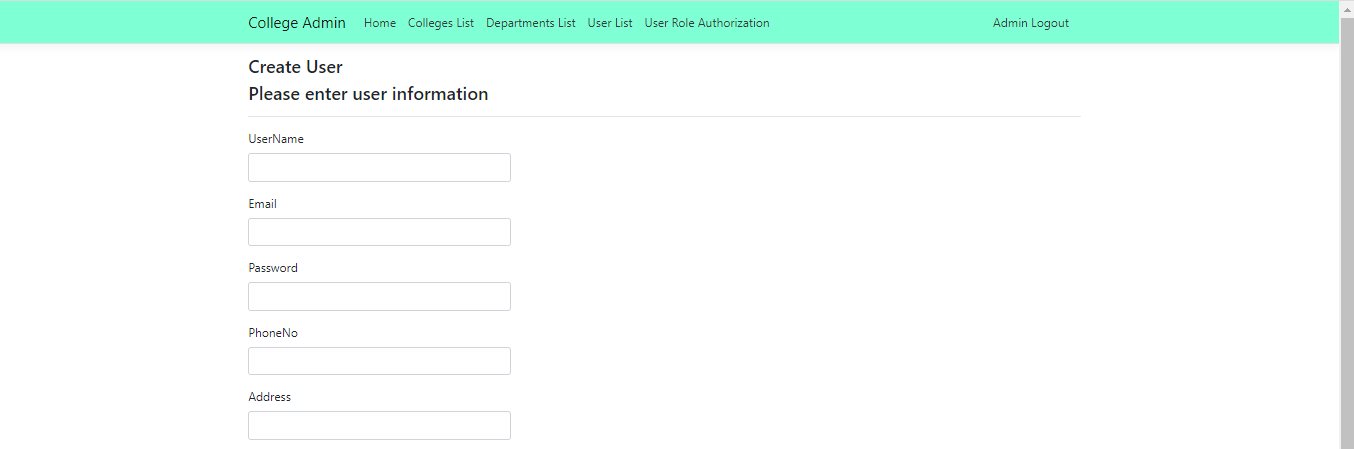 College Admin Home Colleges List Departments List User List User Role Authorization Admin Logout
Create User
Please enter user information
UserName
Email
Password
PhoneNo
Address